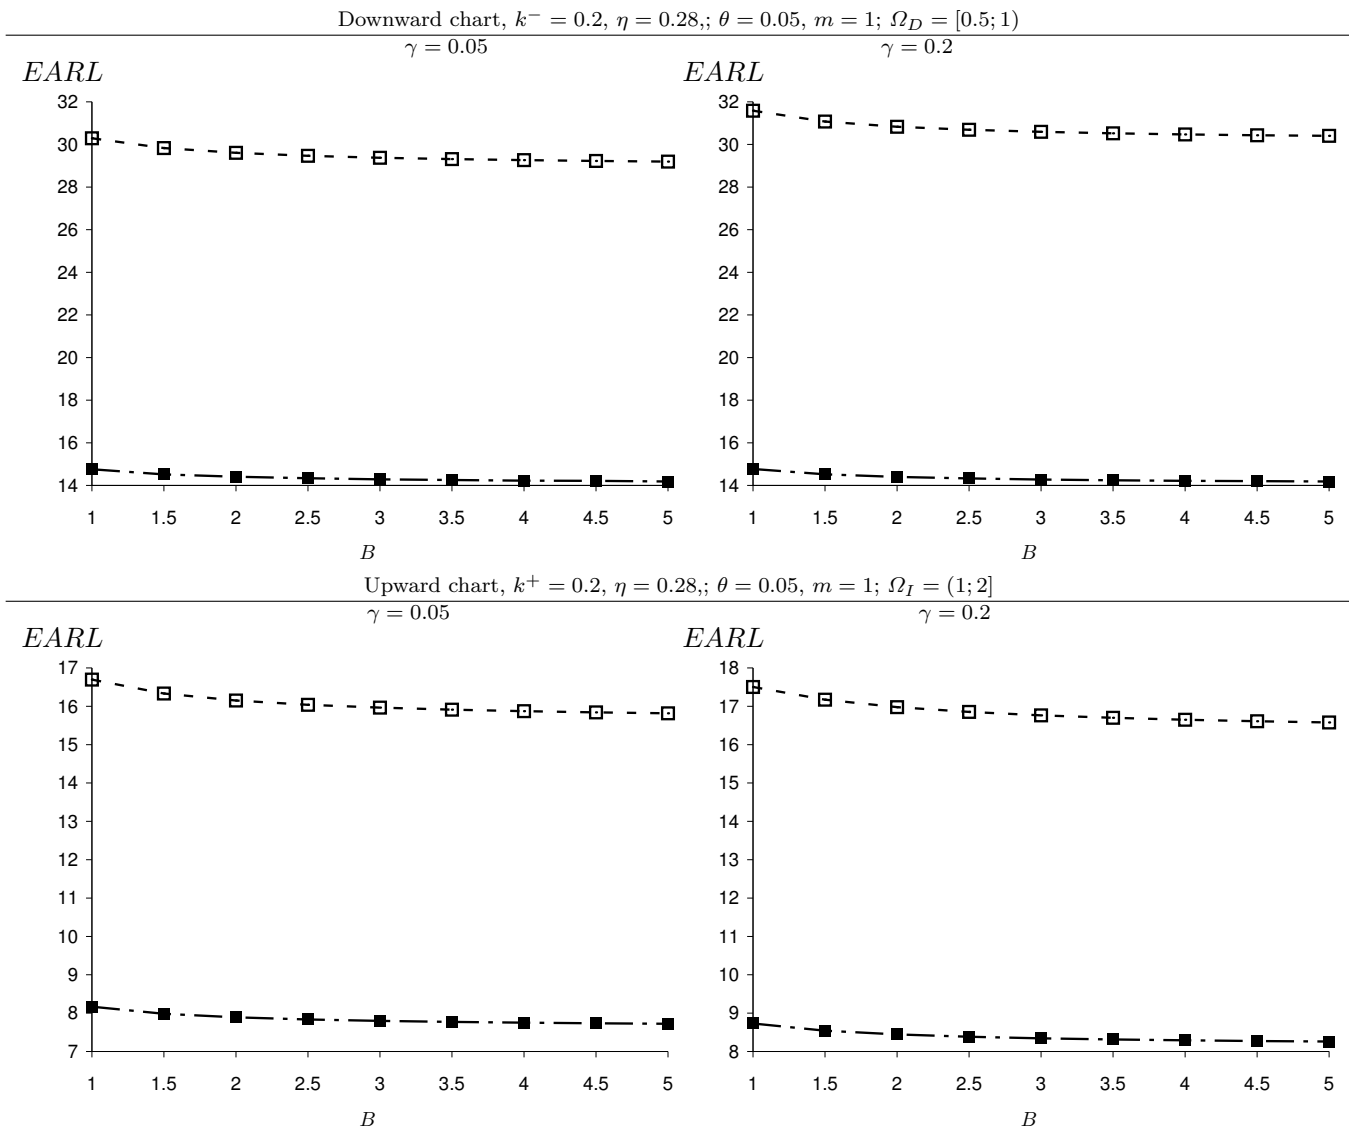 Downward chart, k⁻ = 0.2, η = 0.28,; θ = 0.05, m = 1; Ω_D = [0.5; 1)
γ = 0.05 γ = 0.2
EARL EARL
32 32
30 30
28 28
26 26
24 24
22 22
20 20
18 18
16 16
14 14
1 1.5 2 2.5 3 3.5 4 4.5 5 1 1.5 2 2.5 3 3.5 4 4.5 5
B B
Upward chart, k⁺ = 0.2, η = 0.28,; θ = 0.05, m = 1; Ω_I = (1; 2]
γ = 0.05 γ = 0.2
EARL EARL
17 18
16 17
15 16
14 15
13 14
12 13
11 12
10 11
9 10
8 9
7 8
1 1.5 2 2.5 3 3.5 4 4.5 5 1 1.5 2 2.5 3 3.5 4 4.5 5
B B